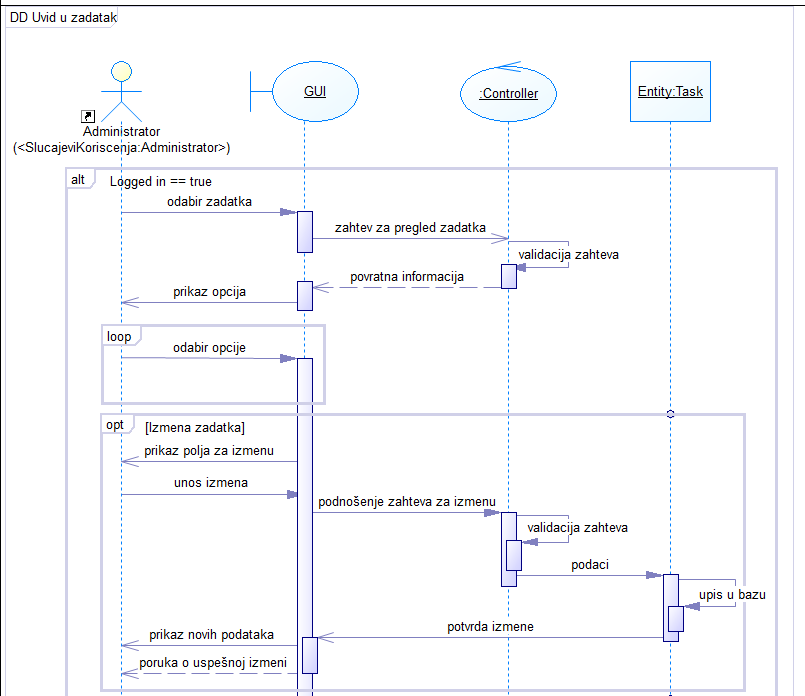 DD Uvid u zadatak
GUI
:Controller
Entity:Task
Administrator
(<SlucajeviKoriscenja:Administrator>)
alt
Logged in == true
odabir zadatka
zahtev za pregled zadatka
validacija zahteva
povratna informacija
prikaz opcija
loop
odabir opcije
opt
[Izmena zadatka]
prikaz polja za izmenu
unos izmena
podnošenje zahteva za izmenu
validacija zahteva
podaci
upis u bazu
potvrda izmene
prikaz novih podataka
poruka o uspešnoj izmeni